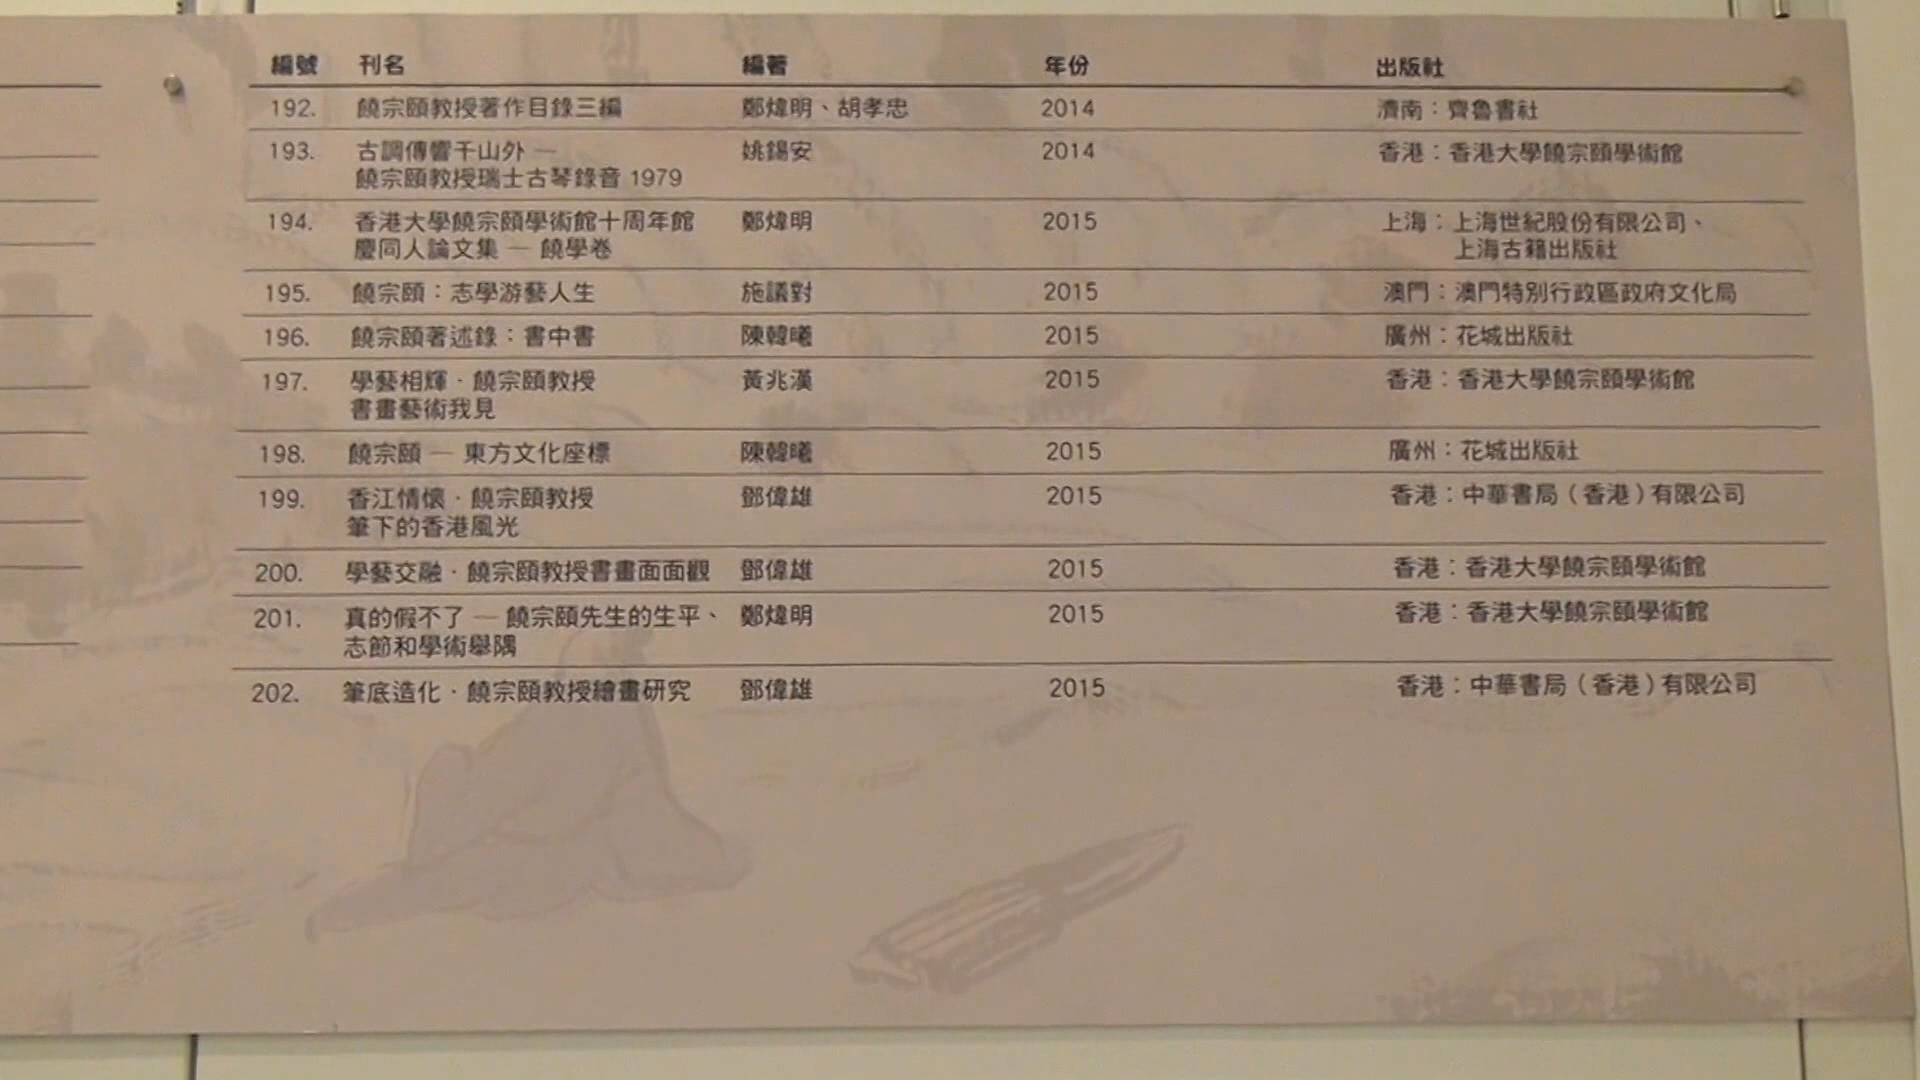 編號 刊名 編著 年份 出版社
192. 饒宗頤教授著作目錄三編 鄭煒明、胡孝忠 2014 濟南：齊魯書社
193. 古調傳響千山外 — 姚錫安 2014 香港：香港大學饒宗頤學術館
饒宗頤教授瑞士古琴錄音 1979
194. 香港大學饒宗頤學術館十周年館 鄭煒明 2015 上海：上海世紀股份有限公司、
慶同人論文集 — 饒學卷 上海古籍出版社
195. 饒宗頤：志學游藝人生 施議對 2015 澳門：澳門特別行政區政府文化局
196. 饒宗頤著述錄：書中書 陳韓曦 2015 廣州：花城出版社
197. 學藝相輝．饒宗頤教授 黃兆漢 2015 香港：香港大學饒宗頤學術館
書畫藝術我見
198. 饒宗頤 — 東方文化座標 陳韓曦 2015 廣州：花城出版社
199. 香江情懷．饒宗頤教授 鄧偉雄 2015 香港：中華書局（香港）有限公司
筆下的香港風光
200. 學藝交融．饒宗頤教授書畫面面觀 鄧偉雄 2015 香港：香港大學饒宗頤學術館
201. 真的假不了 — 饒宗頤先生的生平、 鄭煒明 2015 香港：香港大學饒宗頤學術館
志節和學術舉隅
202. 筆底造化．饒宗頤教授繪畫研究 鄧偉雄 2015 香港：中華書局（香港）有限公司